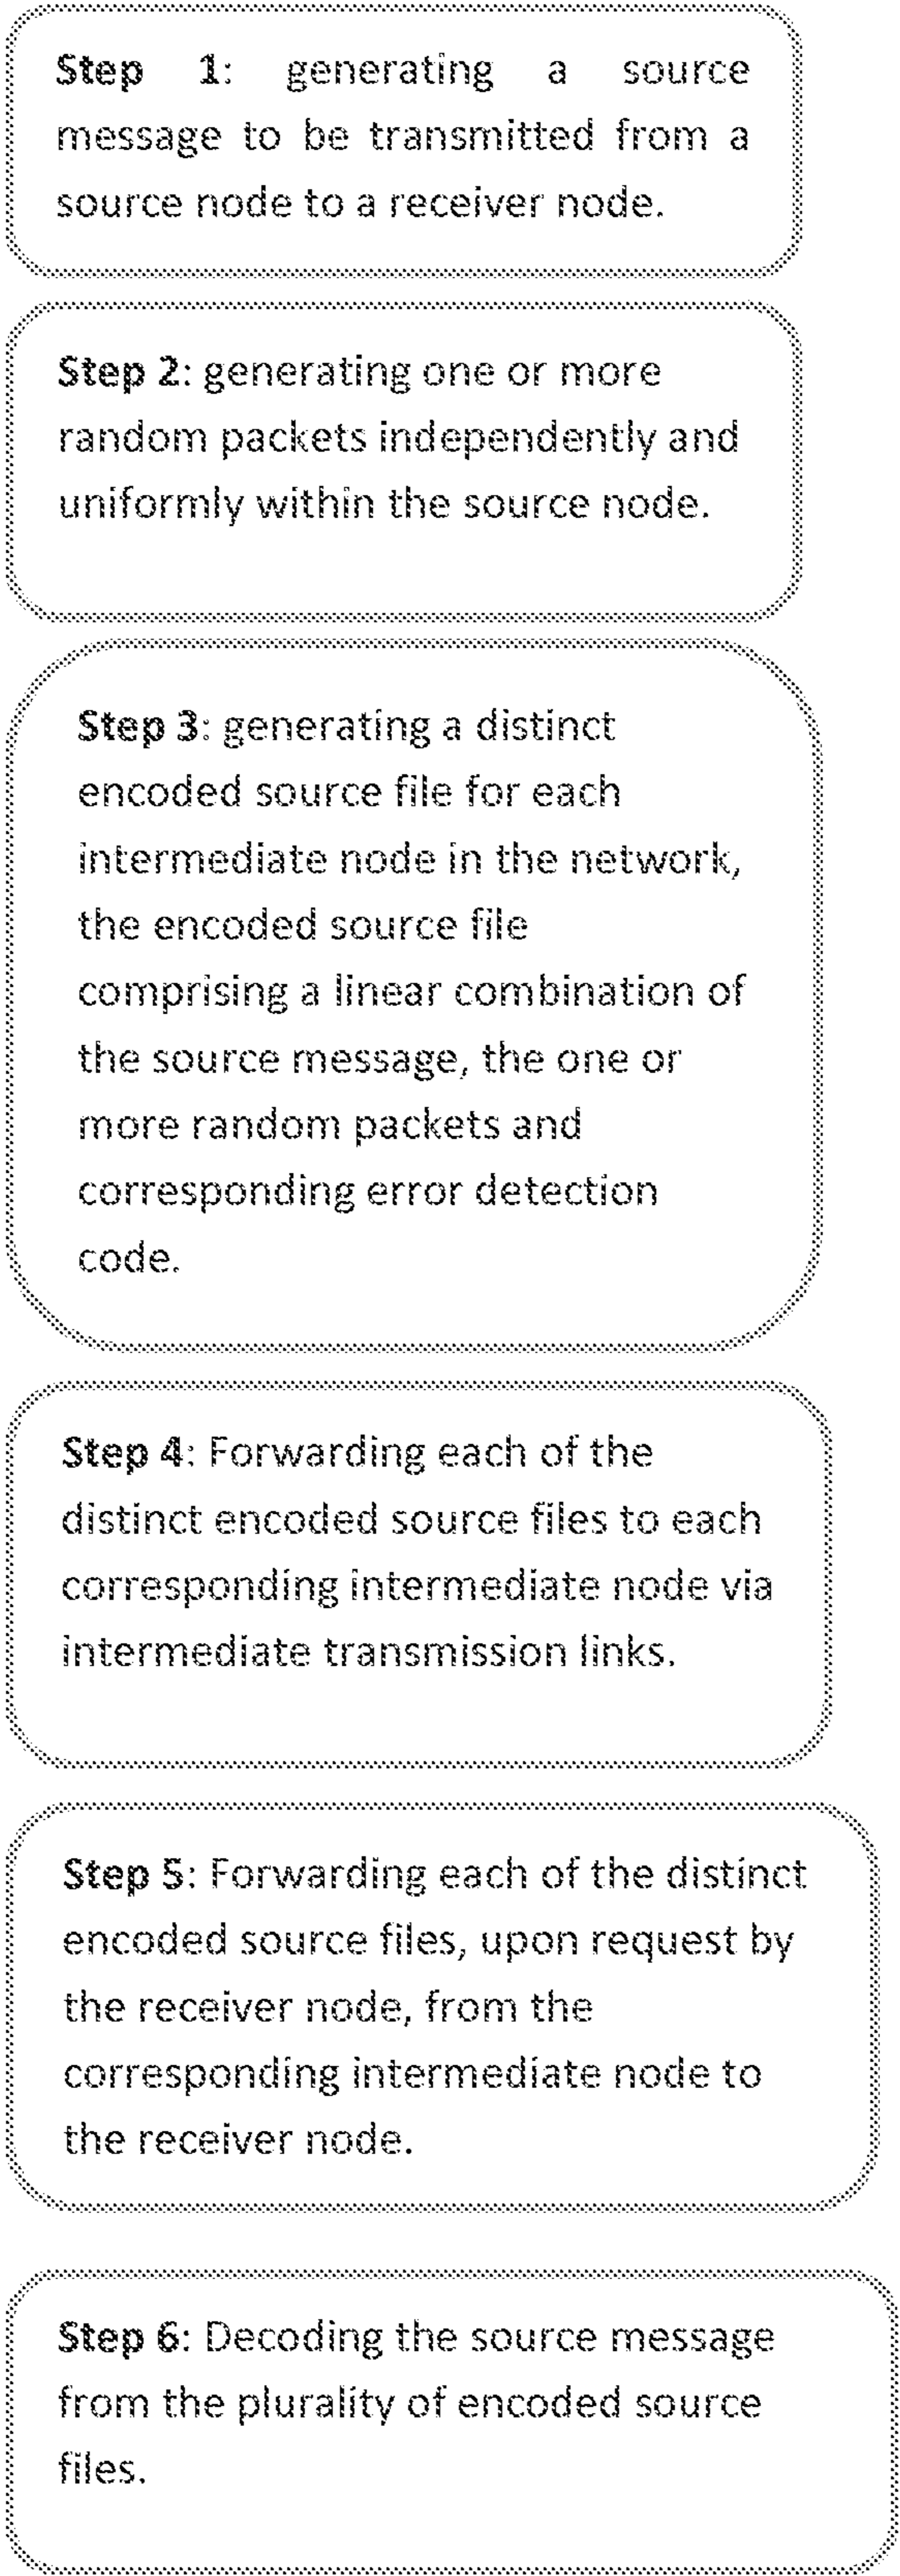 Step 1: generating a source
message to be transmitted from a
source node to a receiver node.
Step 2: generating one or more
random packets independently and
uniformly within the source node.
Step 3: generating a distinct
encoded source file for each
intermediate node in the network,
the encoded source file
comprising a linear combination of
the source message, the one or
more random packets and
corresponding error detection
code.
Step 4: Forwarding each of the
distinct encoded source files to each
corresponding intermediate node via
intermediate transmission links.
Step 5: Forwarding each of the distinct
encoded source files, upon request by
the receiver node, from the
corresponding intermediate node to
the receiver node.
Step 6: Decoding the source message
from the plurality of encoded source
files.